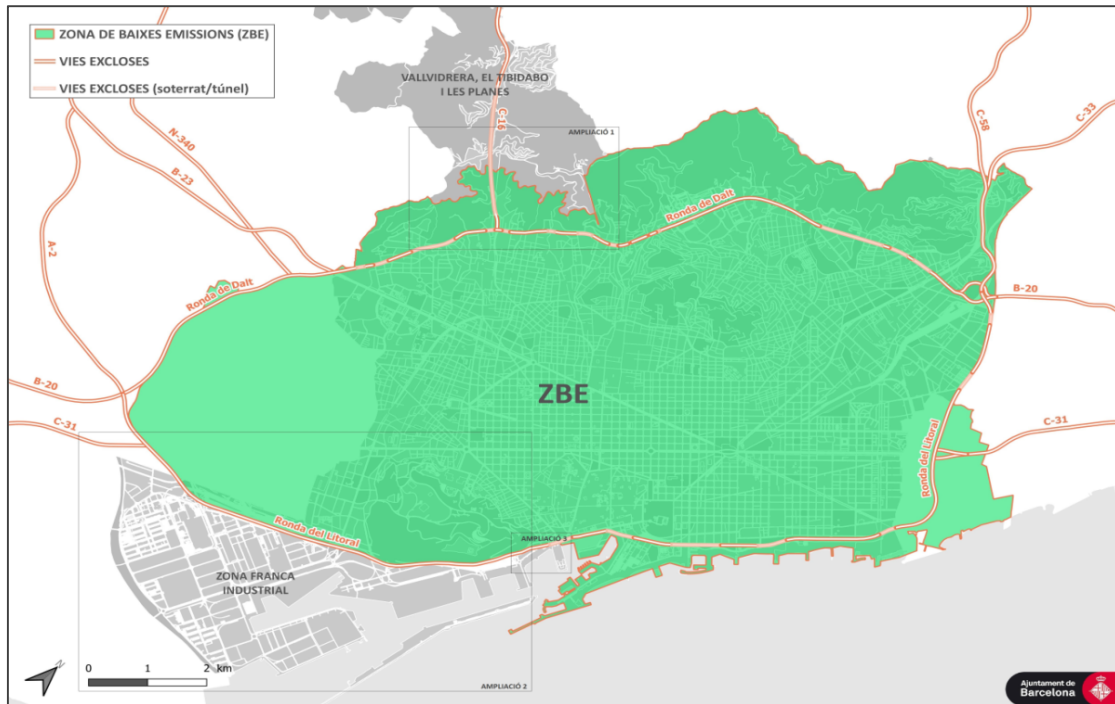 ZONA DE BAIXES EMISSIONS (ZBE)
VIES EXCLOSES
VIES EXCLOSES (soterrat/túnel)
VALLVIDRERA, EL TIBIDABO
I LES PLANES
C-16
AMPLIACIÓ 1
C-58
C-33
N-340
B-23
A-2
Ronda de Dalt
Ronda de Dalt
B-20
B-20
ZBE
C-31
C-31
Ronda del Litoral
Ronda del Litoral
AMPLIACIÓ 3
ZONA FRANCA
INDUSTRIAL
N
0 1 2 km
AMPLIACIÓ 2
Ajuntament de
Barcelona